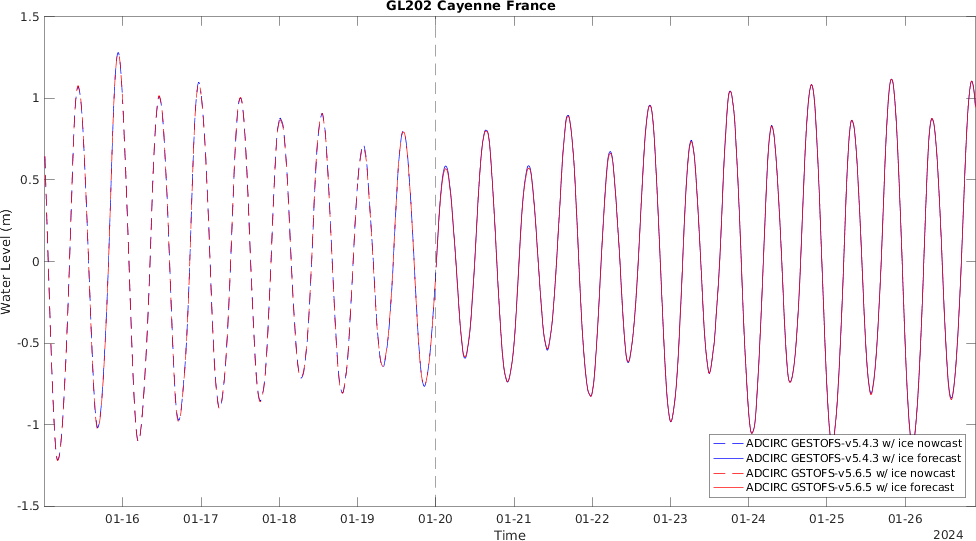 GL202 Cayenne France
Water Level (m)
1.5
1
0.5
0
-0.5
-1
-1.5
ADCIRC GESTOFS-v5.4.3 w/ ice nowcast
ADCIRC GESTOFS-v5.4.3 w/ ice forecast
ADCIRC GSTOFS-v5.6.5 w/ ice nowcast
ADCIRC GSTOFS-v5.6.5 w/ ice forecast
01-16 01-17 01-18 01-19 01-20 01-21 01-22 01-23 01-24 01-25 01-26
Time
2024